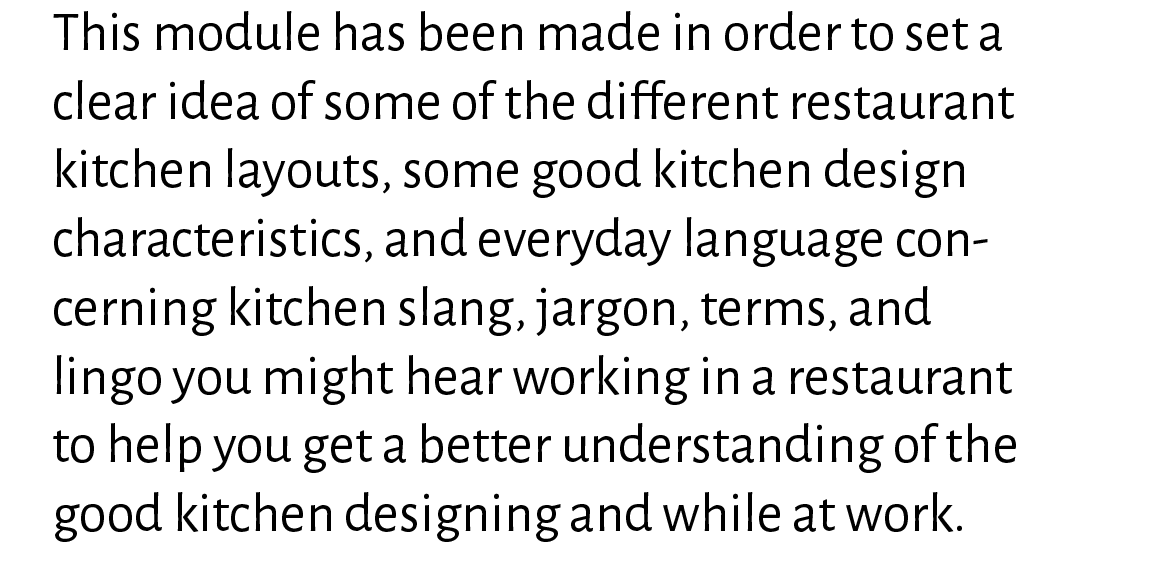 This module has been made in order to set a
clear idea of some of the different restaurant
kitchen layouts, some good kitchen design
characteristics, and everyday language con-
cerning kitchen slang, jargon, terms, and
lingo you might hear working in a restaurant
to help you get a better understanding of the
good kitchen designing and while at work.